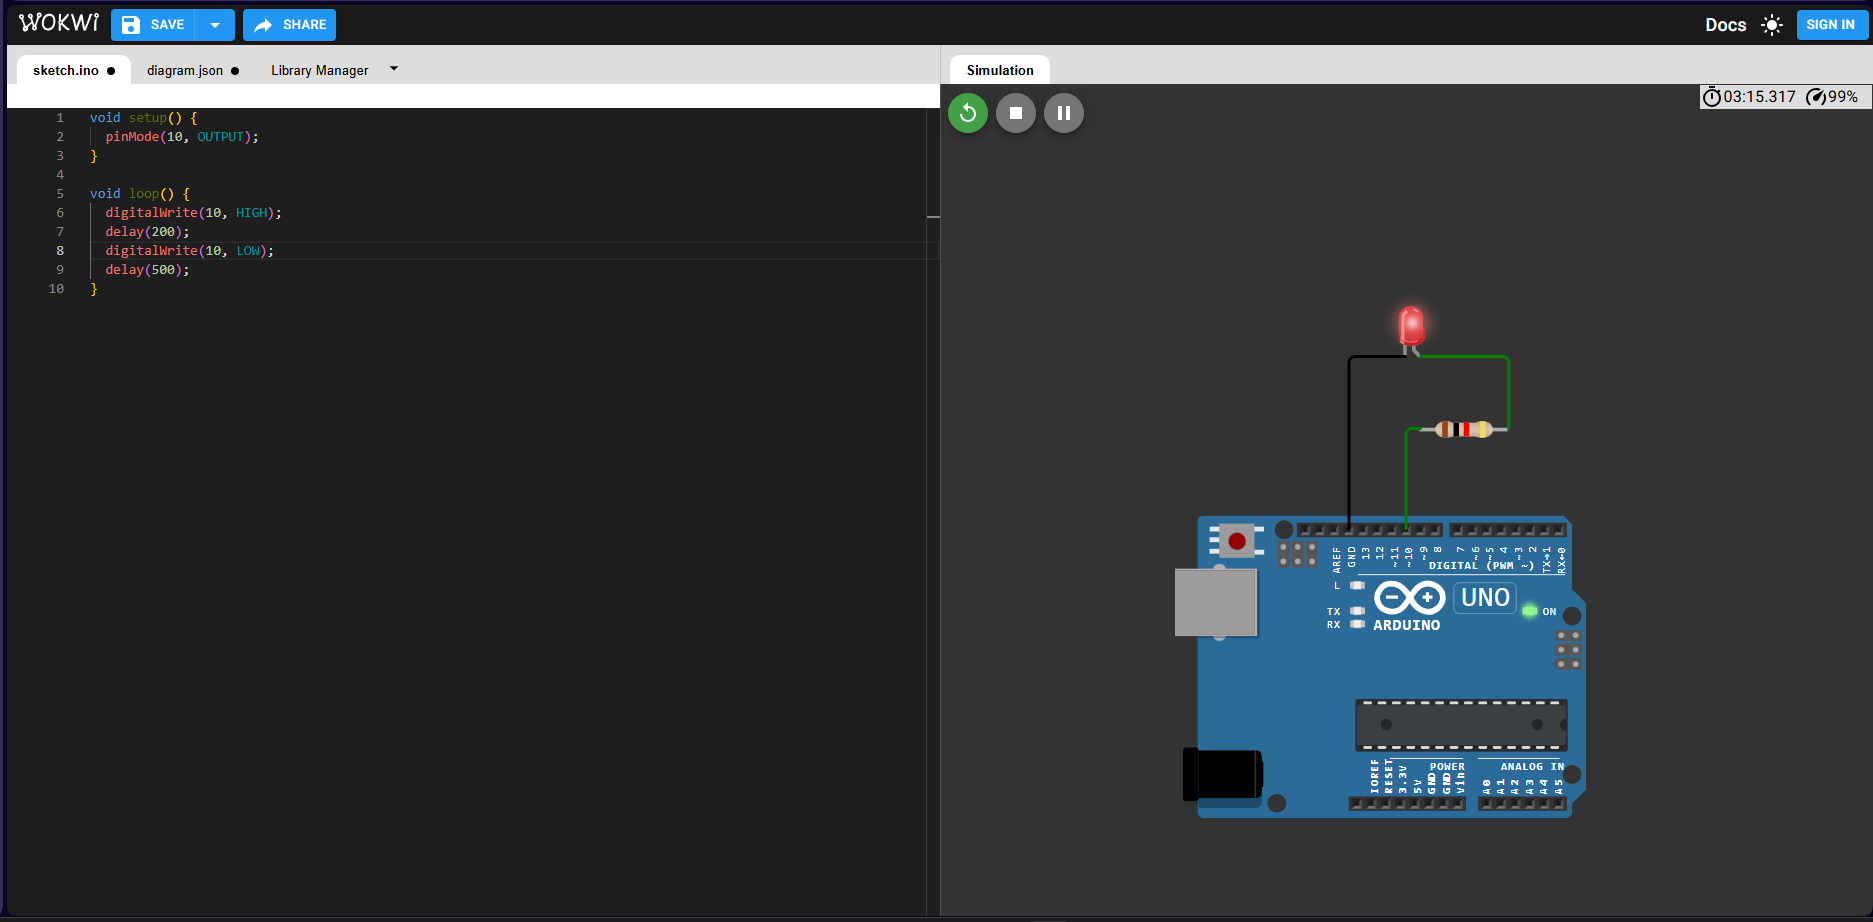 WOKWI SAVE SHARE Docs SIGN IN
sketch.ino diagram.json Library Manager Simulation
03:15.317 99%
1 void setup() {
2 pinMode(10, OUTPUT);
3 }
4
5 void loop() {
6 digitalWrite(10, HIGH);
7 delay(200);
8 digitalWrite(10, LOW);
9 delay(500);
10 }
AREF GND 13 12 ~11 ~10 ~9 8 7 ~6 ~5 4 ~3 2 TX→1 RX←0
DIGITAL (PWM ~)
L
UNO
TX ON
RX ARDUINO
POWER ANALOG IN
IOREF RESET 3.3V 5V GND GND Vin A0 A1 A2 A3 A4 A5